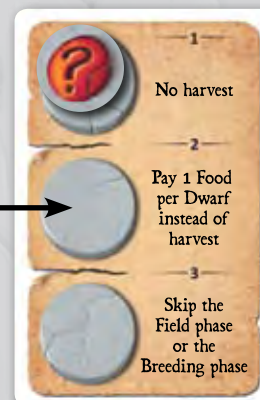 1
?
No harvest
2
Pay 1 Food
per Dwarf
instead of
harvest
3
Skip the
Field phase
or the
Breeding phase